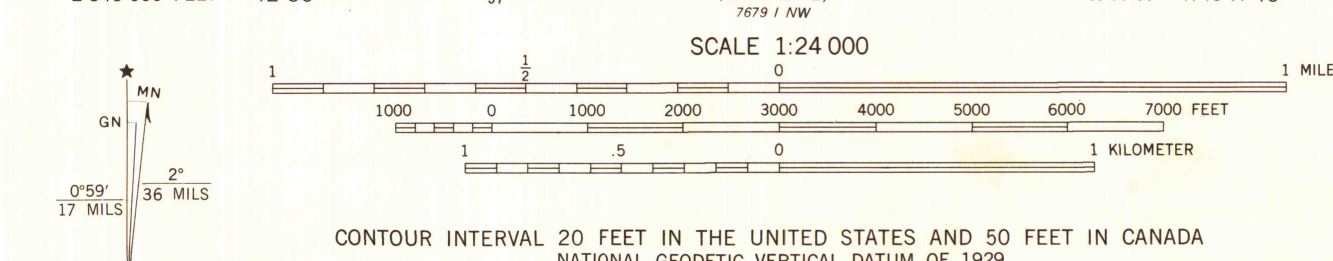 7679 I NW
SCALE 1:24 000
1 ½ 0 1 MILE
1000 0 1000 2000 3000 4000 5000 6000 7000 FEET
1 .5 0 1 KILOMETER
MN
GN
0°59′
17 MILS
2°
36 MILS
CONTOUR INTERVAL 20 FEET IN THE UNITED STATES AND 50 FEET IN CANADA
NATIONAL GEODETIC VERTICAL DATUM OF 1929